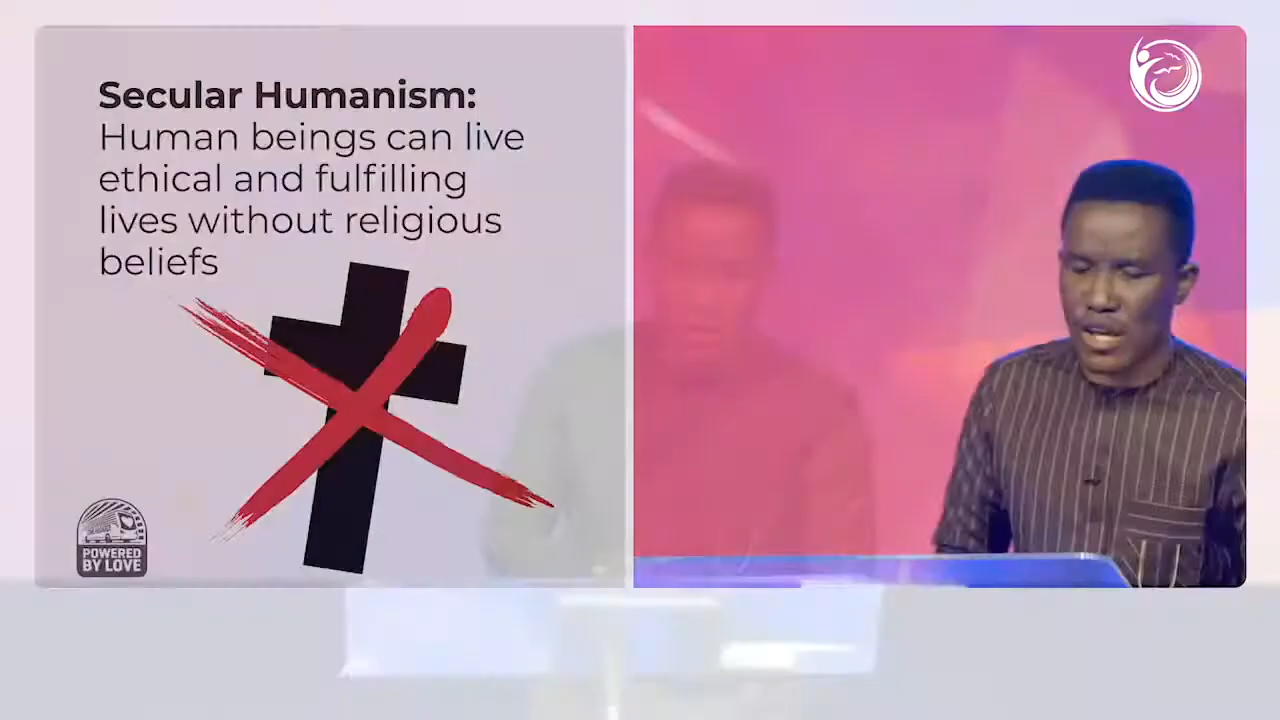 Secular Humanism:
Human beings can live
ethical and fulfilling
lives without religious
beliefs
POWERED
BY LOVE